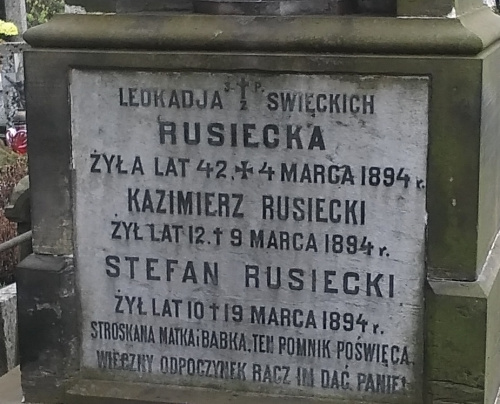 Ś † P.
LEOKADJA Z ŚWIĘCKICH
RUSIECKA
ŻYŁA LAT 42. ✝ 4 MARCA 1894 r.
KAZIMIERZ RUSIECKI
ŻYŁ LAT 12. † 9 MARCA 1894 r.
STEFAN RUSIECKI
ŻYŁ LAT 10 † 19 MARCA 1894 r.
STROSKANA MATKA i BABKA. TEN POMNIK POŚWIĘCA.
WIECZNY ODPOCZYNEK RACZ IM DAĆ PANIE!